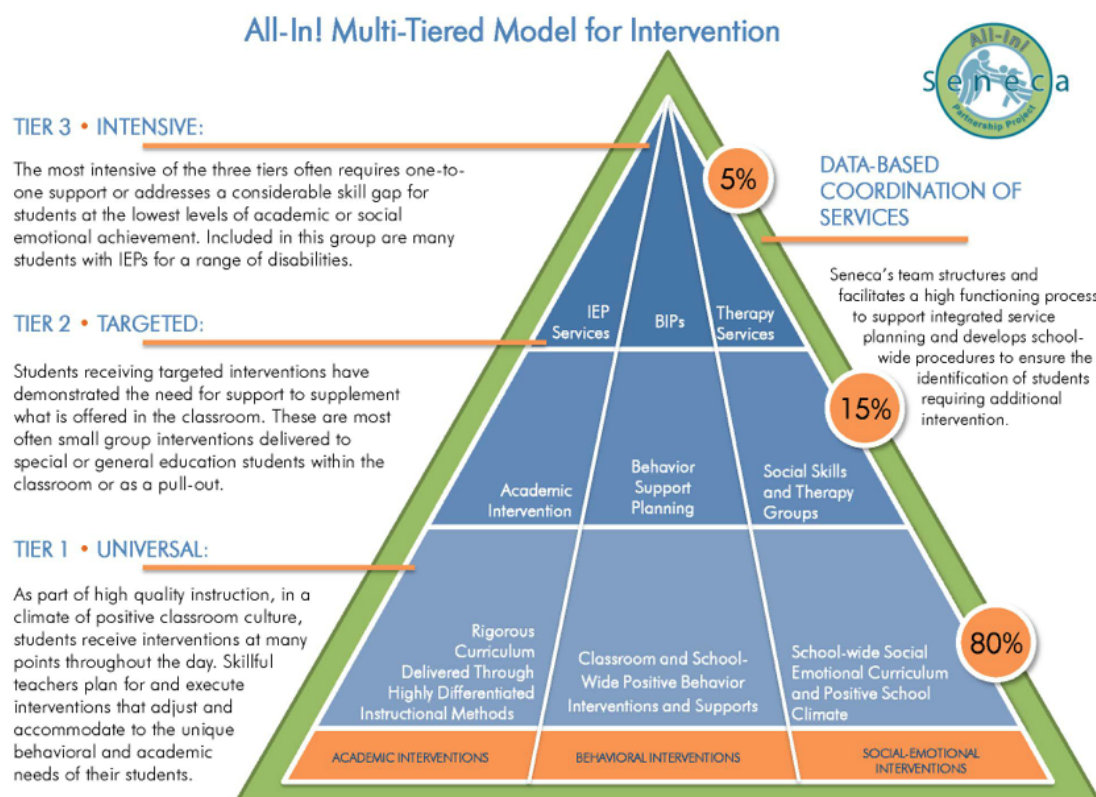 All-In! Multi-Tiered Model for Intervention
All-In!
Seneca
Partnership Project
TIER 3 • INTENSIVE:
The most intensive of the three tiers often requires one-to-
one support or addresses a considerable skill gap for
students at the lowest levels of academic or social
emotional achievement. Included in this group are many
students with IEPs for a range of disabilities.
TIER 2 • TARGETED:
Students receiving targeted interventions have
demonstrated the need for support to supplement
what is offered in the classroom. These are most
often small group interventions delivered to
special or general education students within the
classroom or as a pull-out.
TIER 1 • UNIVERSAL:
As part of high quality instruction, in a
climate of positive classroom culture,
students receive interventions at many
points throughout the day. Skillful
teachers plan for and execute
interventions that adjust and
accommodate to the unique
behavioral and academic
needs of their students.
5%
IEP
Services
BIPs
Therapy
Services
15%
Academic
Intervention
Behavior
Support
Planning
Social Skills
and Therapy
Groups
80%
Rigorous
Curriculum
Delivered Through
Highly Differentiated
Instructional Methods
Classroom and School-
Wide Positive Behavior
Interventions and Supports
School-wide Social
Emotional Curriculum
and Positive School
Climate
ACADEMIC INTERVENTIONS
BEHAVIORAL INTERVENTIONS
SOCIAL-EMOTIONAL
INTERVENTIONS
DATA-BASED
COORDINATION OF
SERVICES
Seneca's team structures and
facilitates a high functioning process
to support integrated service
planning and develops school-
wide procedures to ensure the
identification of students
requiring additional
intervention.